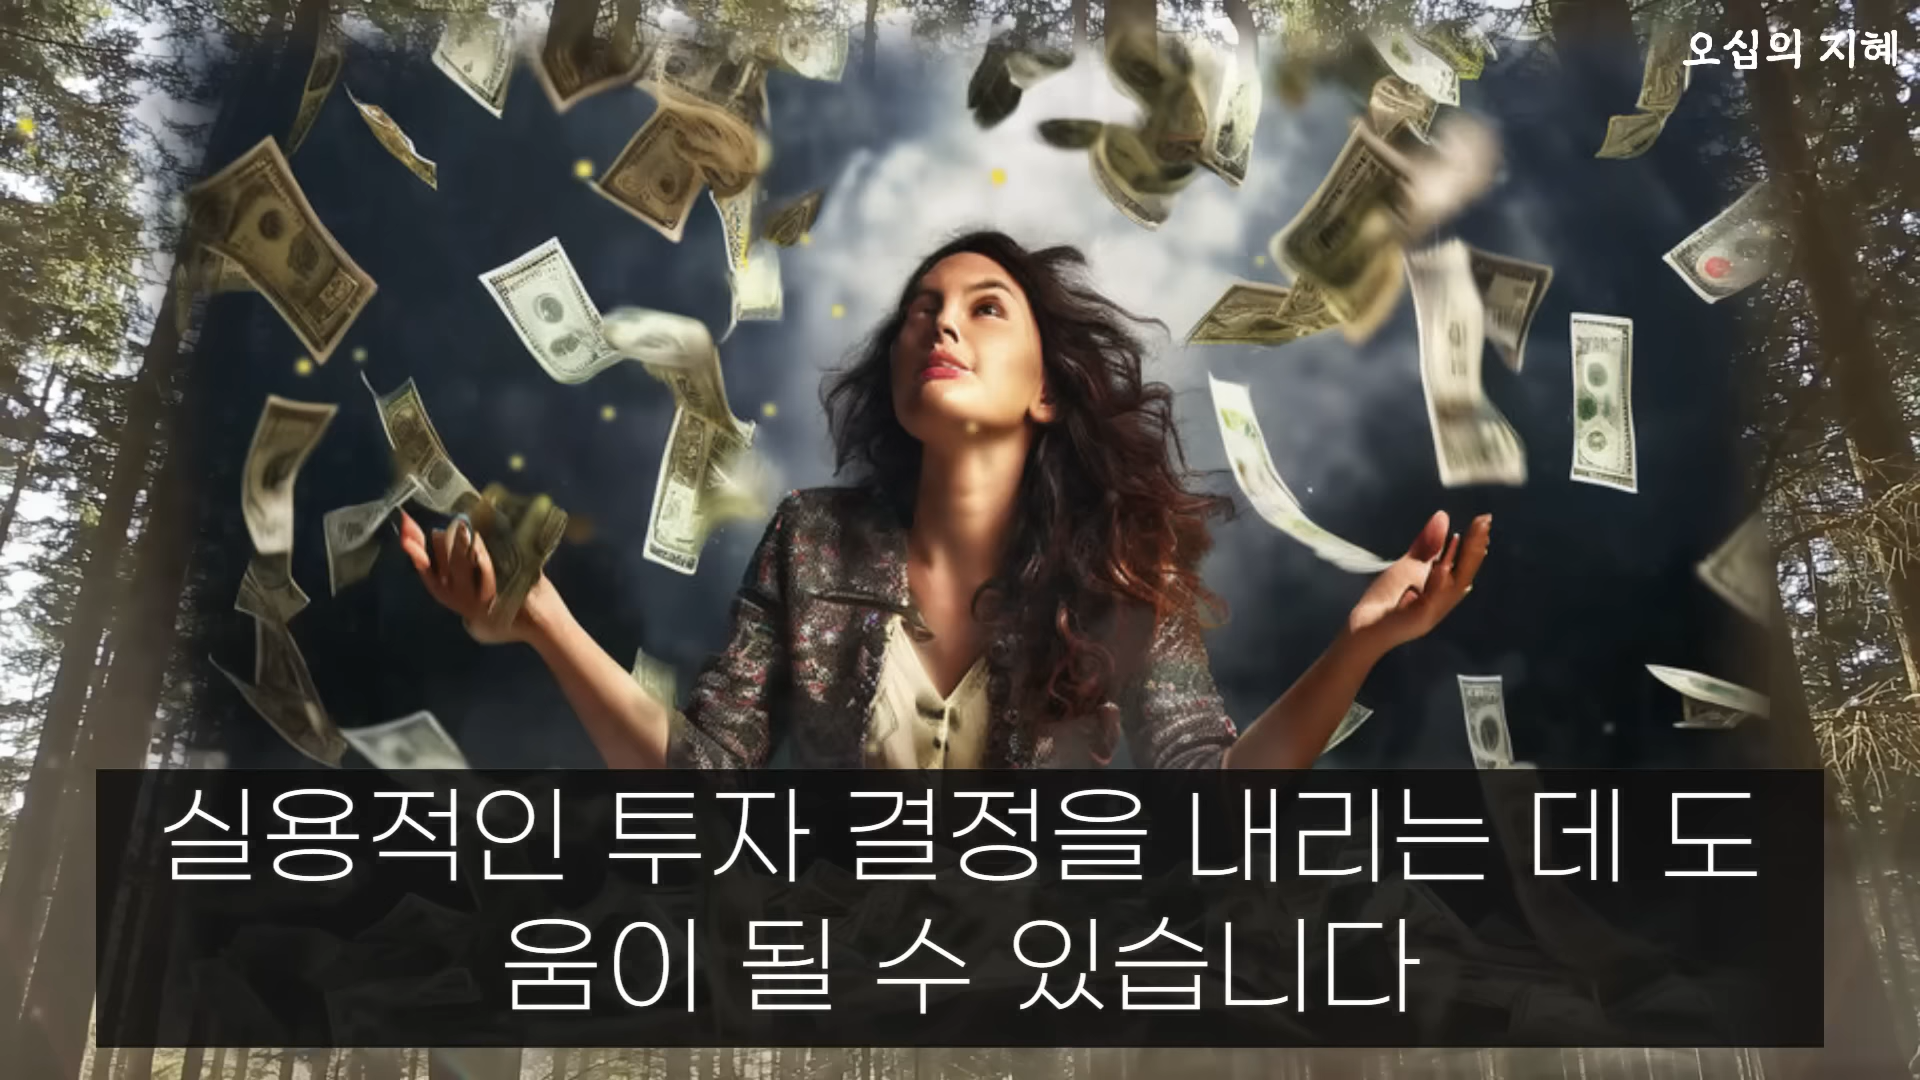 오십의 지혜
실용적인 투자 결정을 내리는 데 도
움이 될 수 있습니다